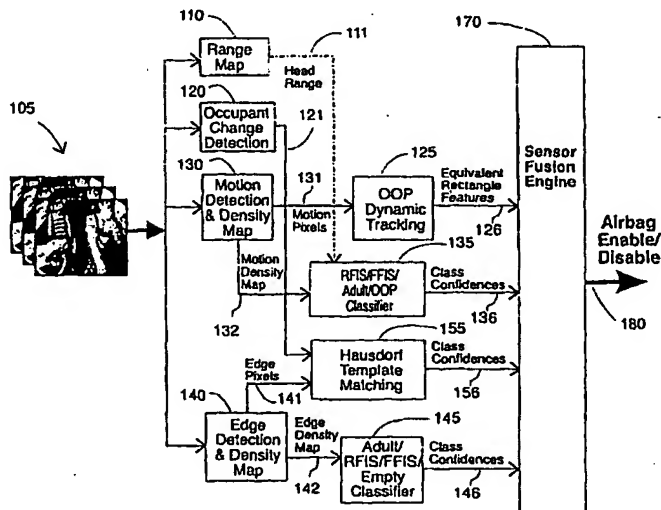 110
111
170
Range
Map
Head
Range
120
105
121
Occupant
Change
Detection
125
130
131
Motion
Detection
& Density
Map
Motion Pixels
OOP
Dynamic
Tracking
Equivalent
Rectangle
Features
126
Sensor
Fusion
Engine
Airbag
Enable/
Disable
180
135
Motion
Density
Map
132
RFIS/FFIS/
Adult/OOP
Classifier
Class
Confidences
136
155
Edge
Pixels
141
Hausdorf
Template
Matching
Class
Confidences
156
140
145
Edge
Detection
& Density
Map
Edge
Density
Map
142
Adult/
RFIS/FFIS/
Empty
Classifier
Class
Confidences
146